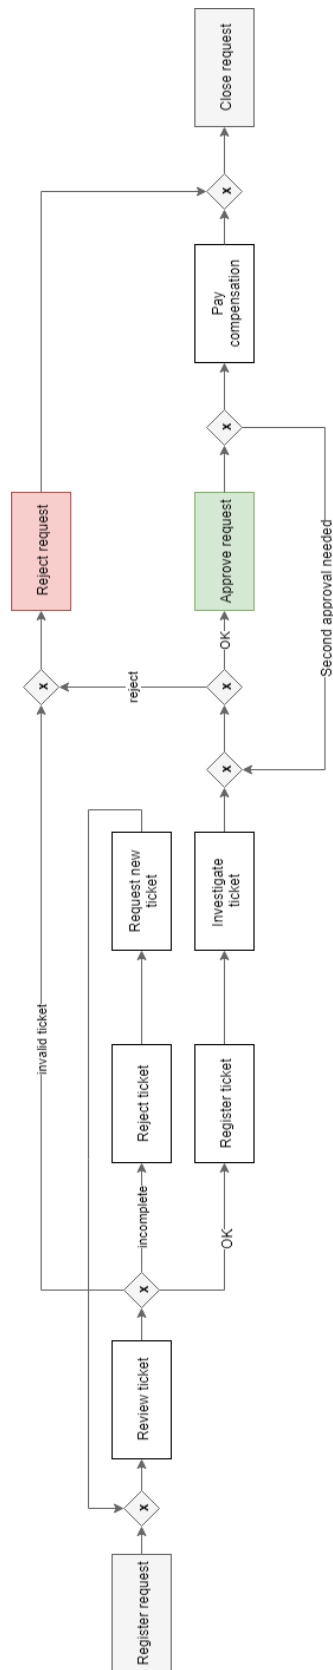 Register request
x
Review ticket
x
invalid ticket
incomplete
OK
Reject ticket
Request new
ticket
Register ticket
Investigate
ticket
x
x
reject
OK
x
Reject request
Approve request
x
Second approval needed
Pay
compensation
x
Close request